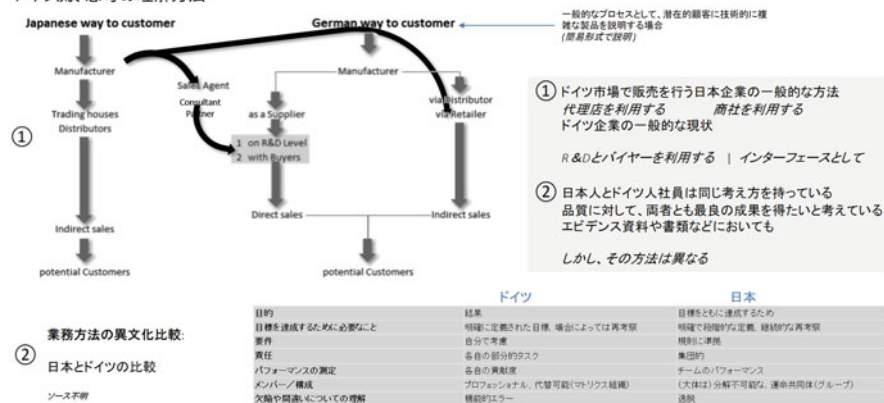 Japanese way to customer
German way to customer
一般的なプロセスとして、潜在的顧客に技術的に複
雑な製品を説明する場合
(簡易形式で説明)
Manufacturer
Manufacturer
Sales Agent
Consultant
Partner
Trading houses
Distributors
as a Supplier
via Distributor
via Retailer
①
1 on R&D Level
2 with Buyers
Indirect sales
Direct sales
Indirect sales
potential Customers
potential Customers
① ドイツ市場で販売を行う日本企業の一般的な方法
代理店を利用する 商社を利用する
ドイツ企業の一般的な現状
R&Dとバイヤーを利用する | インターフェースとして
② 日本人とドイツ人社員は同じ考え方を持っている
品質に対して、両者とも最良の成果を得たいと考えている
エビデンス資料や書類などにおいても
しかし、その方法は異なる
② 業務方法の異文化比較:
日本とドイツの比較
ソース不明
ドイツ 日本
目的 結果 目標をともに達成するため
目標を達成するために必要なこと 明確に定義された目標、場合によっては再考察 明確で段階的な定義、継続的な再考察
要件 自分で考慮 規則に準拠
責任 各自の部分的タスク 集団的
パフォーマンスの測定 各自の貢献度 チームのパフォーマンス
メンバー/構成 プロフェッショナル、代替可能(マトリクス組織) (大体は)分解不可能な、運命共同体(グループ)
欠陥や間違いについての理解 機能的エラー 逸脱